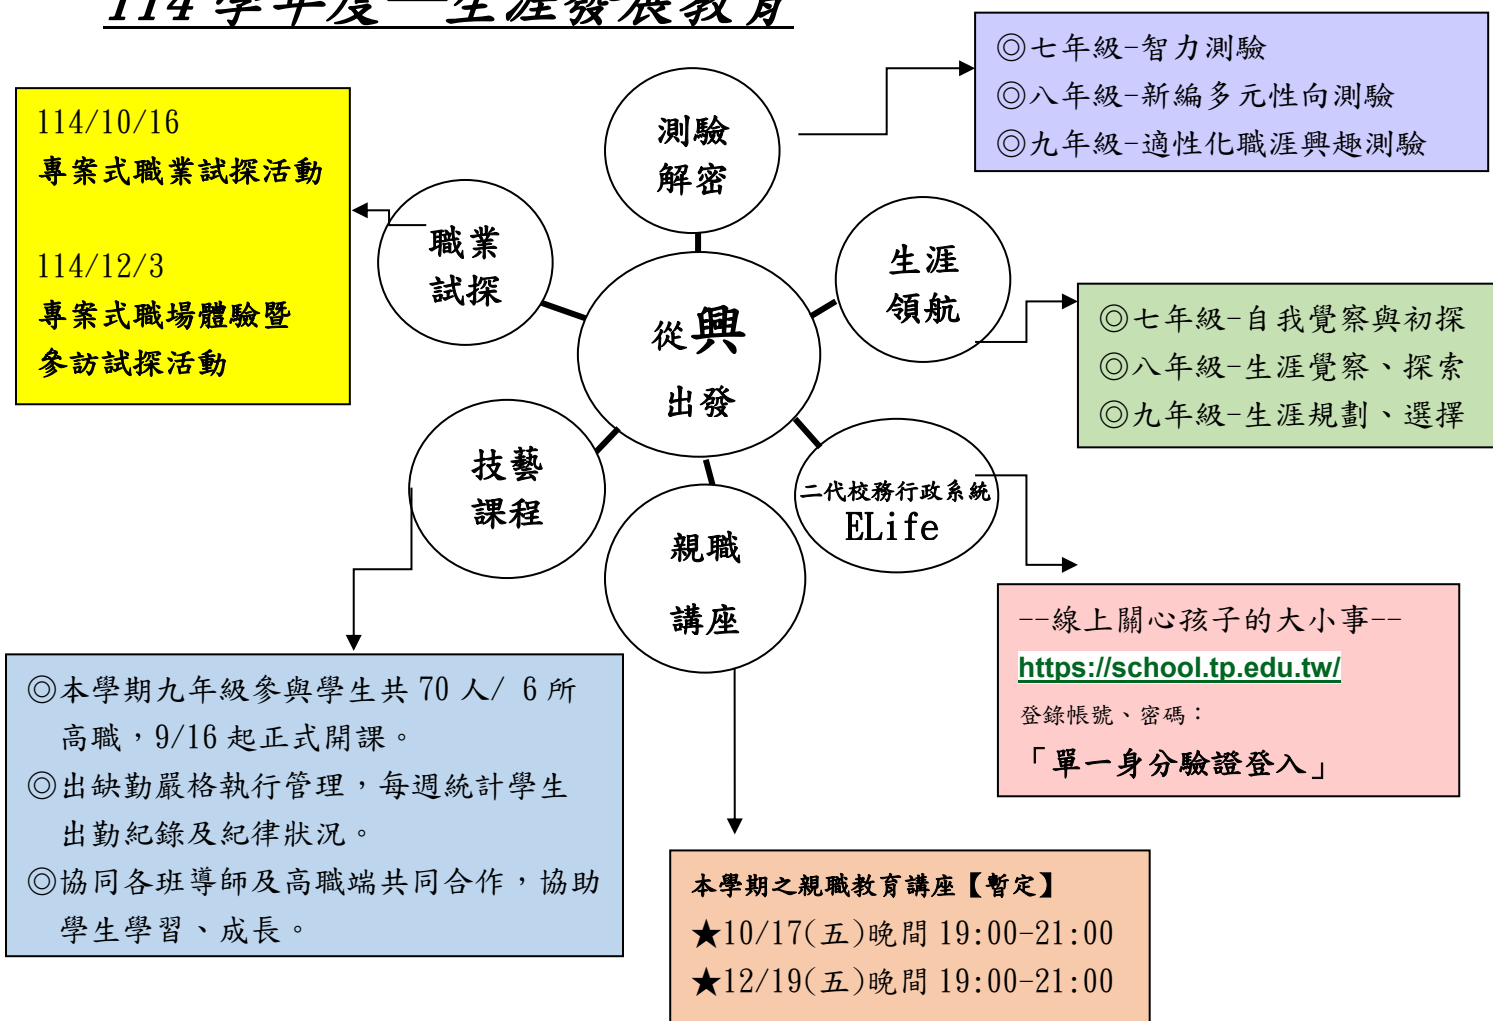 114 學年度—生涯發展教育
◎七年級-智力測驗
◎八年級-新編多元性向測驗
◎九年級-適性化職涯興趣測驗
114/10/16
專案式職業試探活動
114/12/3
專案式職場體驗暨
參訪試探活動
測驗
解密
職業
試探
生涯
領航
從興
出發
◎七年級-自我覺察與初探
◎八年級-生涯覺察、探索
◎九年級-生涯規劃、選擇
技藝
課程
二代校務行政系統
ELife
親職
講座
--線上關心孩子的大小事--
https://school.tp.edu.tw/
登錄帳號、密碼：
「單一身分驗證登入」
◎本學期九年級參與學生共 70 人/ 6 所
高職，9/16 起正式開課。
◎出缺勤嚴格執行管理，每週統計學生
出勤紀錄及紀律狀況。
◎協同各班導師及高職端共同合作，協助
學生學習、成長。
本學期之親職教育講座【暫定】
★10/17(五)晚間 19:00-21:00
★12/19(五)晚間 19:00-21:00